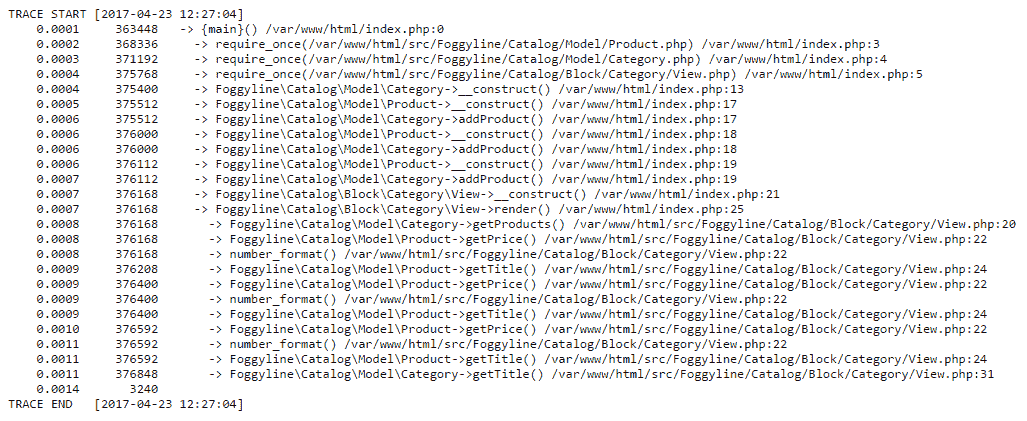 TRACE START [2017-04-23 12:27:04]
    0.0001     363448   -> {main}() /var/www/html/index.php:0
    0.0002     368336     -> require_once(/var/www/html/src/Foggyline/Catalog/Model/Product.php) /var/www/html/index.php:3
    0.0003     371192     -> require_once(/var/www/html/src/Foggyline/Catalog/Model/Category.php) /var/www/html/index.php:4
    0.0004     375768     -> require_once(/var/www/html/src/Foggyline/Catalog/Block/Category/View.php) /var/www/html/index.php:5
    0.0004     375400     -> Foggyline\Catalog\Model\Category->__construct() /var/www/html/index.php:13
    0.0005     375512     -> Foggyline\Catalog\Model\Product->__construct() /var/www/html/index.php:17
    0.0006     375512     -> Foggyline\Catalog\Model\Category->addProduct() /var/www/html/index.php:17
    0.0006     376000     -> Foggyline\Catalog\Model\Product->__construct() /var/www/html/index.php:18
    0.0006     376000     -> Foggyline\Catalog\Model\Category->addProduct() /var/www/html/index.php:18
    0.0006     376112     -> Foggyline\Catalog\Model\Product->__construct() /var/www/html/index.php:19
    0.0007     376112     -> Foggyline\Catalog\Model\Category->addProduct() /var/www/html/index.php:19
    0.0007     376168     -> Foggyline\Catalog\Block\Category\View->__construct() /var/www/html/index.php:21
    0.0007     376168     -> Foggyline\Catalog\Block\Category\View->render() /var/www/html/index.php:25
    0.0008     376168       -> Foggyline\Catalog\Model\Category->getProducts() /var/www/html/src/Foggyline/Catalog/Block/Category/View.php:20
    0.0008     376168       -> Foggyline\Catalog\Model\Product->getPrice() /var/www/html/src/Foggyline/Catalog/Block/Category/View.php:22
    0.0008     376168       -> number_format() /var/www/html/src/Foggyline/Catalog/Block/Category/View.php:22
    0.0009     376208       -> Foggyline\Catalog\Model\Product->getTitle() /var/www/html/src/Foggyline/Catalog/Block/Category/View.php:24
    0.0009     376400       -> Foggyline\Catalog\Model\Product->getPrice() /var/www/html/src/Foggyline/Catalog/Block/Category/View.php:22
    0.0009     376400       -> number_format() /var/www/html/src/Foggyline/Catalog/Block/Category/View.php:22
    0.0009     376400       -> Foggyline\Catalog\Model\Product->getTitle() /var/www/html/src/Foggyline/Catalog/Block/Category/View.php:24
    0.0010     376592       -> Foggyline\Catalog\Model\Product->getPrice() /var/www/html/src/Foggyline/Catalog/Block/Category/View.php:22
    0.0011     376592       -> number_format() /var/www/html/src/Foggyline/Catalog/Block/Category/View.php:22
    0.0011     376592       -> Foggyline\Catalog\Model\Product->getTitle() /var/www/html/src/Foggyline/Catalog/Block/Category/View.php:24
    0.0011     376848       -> Foggyline\Catalog\Model\Category->getTitle() /var/www/html/src/Foggyline/Catalog/Block/Category/View.php:31
    0.0014       3240
TRACE END   [2017-04-23 12:27:04]